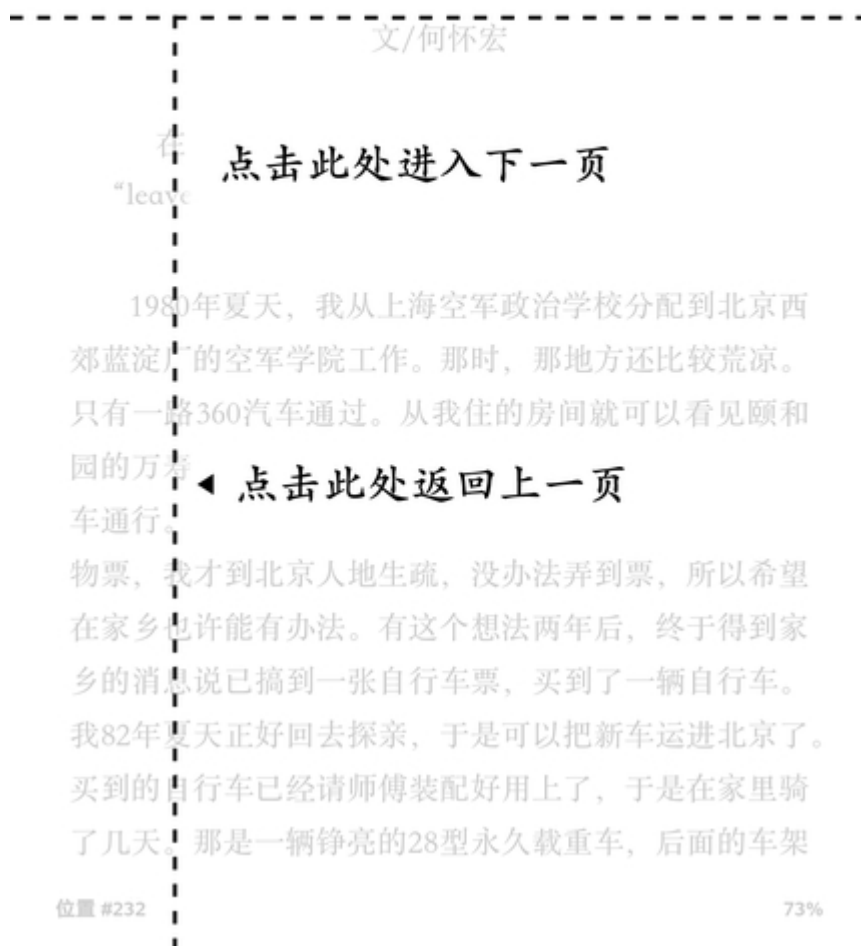 文/何怀宏
在
点击此处进入下一页
“leave
1980年夏天，我从上海空军政治学校分配到北京西
郊蓝淀厂的空军学院工作。那时，那地方还比较荒凉。
只有一路360汽车通过。从我住的房间就可以看见颐和
园的万寿
点击此处返回上一页
车通行。
物票，我才到北京人地生疏，没办法弄到票，所以希望
在家乡也许能有办法。有这个想法两年后，终于得到家
乡的消息说已搞到一张自行车票，买到了一辆自行车。
我82年夏天正好回去探亲，于是可以把新车运进北京了。
买到的自行车已经请师傅装配好用上了，于是在家里骑
了几天。那是一辆铮亮的28型永久载重车，后面的车架
位置 #232
73%